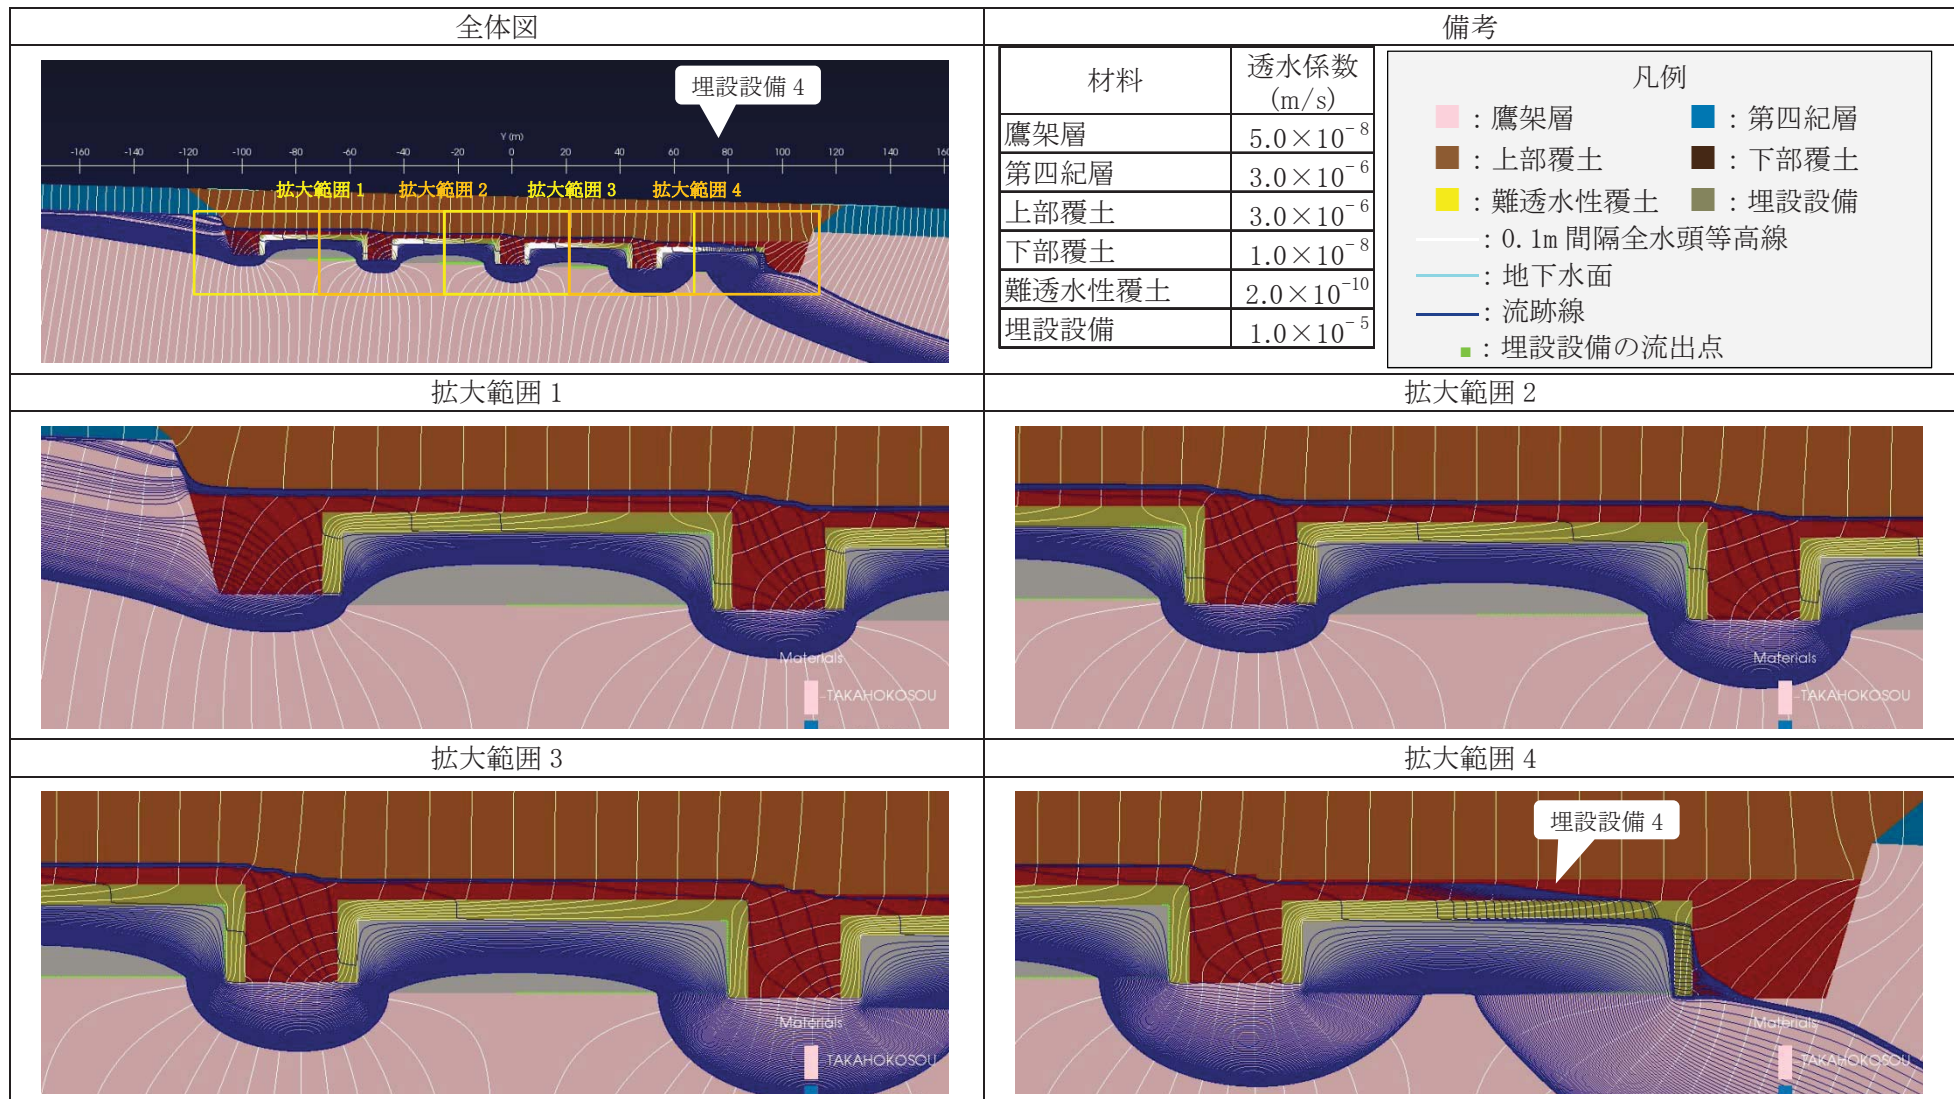 全体図
備考
埋設設備 4
Y (m)
-160 -140 -120 -100 -80 -60 -40 -20 0 20 40 60 80 100 120 140 160
拡大範囲 1 拡大範囲 2 拡大範囲 3 拡大範囲 4
材料 透水係数
(m/s)
鷹架層 5.0×10⁻⁸
第四紀層 3.0×10⁻⁶
上部覆土 3.0×10⁻⁶
下部覆土 1.0×10⁻⁸
難透水性覆土 2.0×10⁻¹⁰
埋設設備 1.0×10⁻⁵
凡例
：鷹架層 ：第四紀層
：上部覆土 ：下部覆土
：難透水性覆土 ：埋設設備
：0.1m 間隔全水頭等高線
：地下水面
：流跡線
：埋設設備の流出点
拡大範囲 1
拡大範囲 2
Materials
TAKAHOKOSOU
Materials
TAKAHOKOSOU
拡大範囲 3
拡大範囲 4
埋設設備 4
Materials
TAKAHOKOSOU
Materials
TAKAHOKOSOU